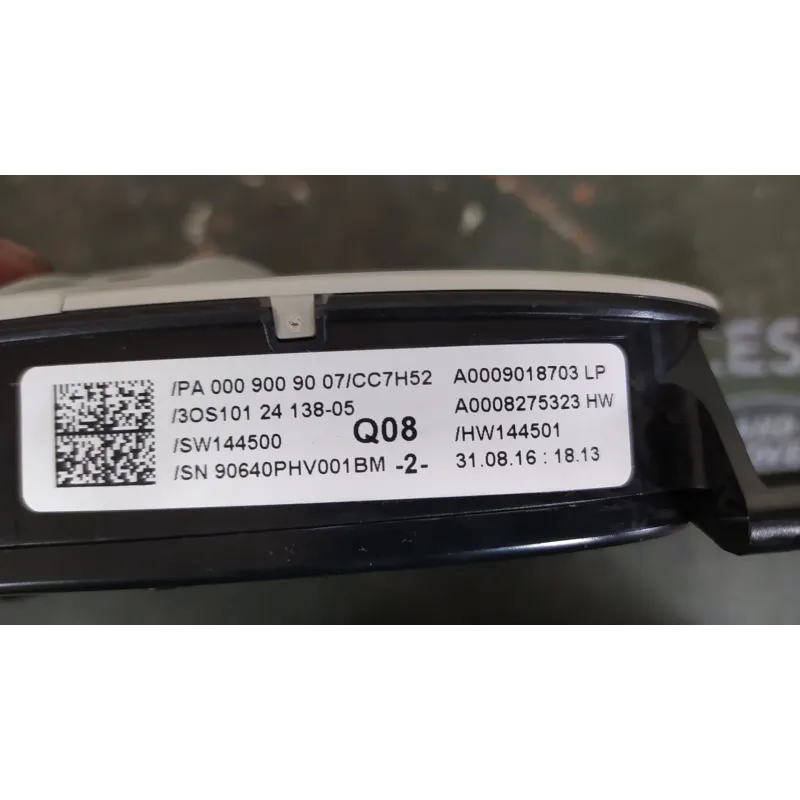 /PA 000 900 90 07/CC7H52 A0009018703 LP
/3OS101 24 138-05 A0008275323 HW
/SW144500 Q08 /HW144501
/SN 90640PHV001BM -2- 31.08.16 : 18.13